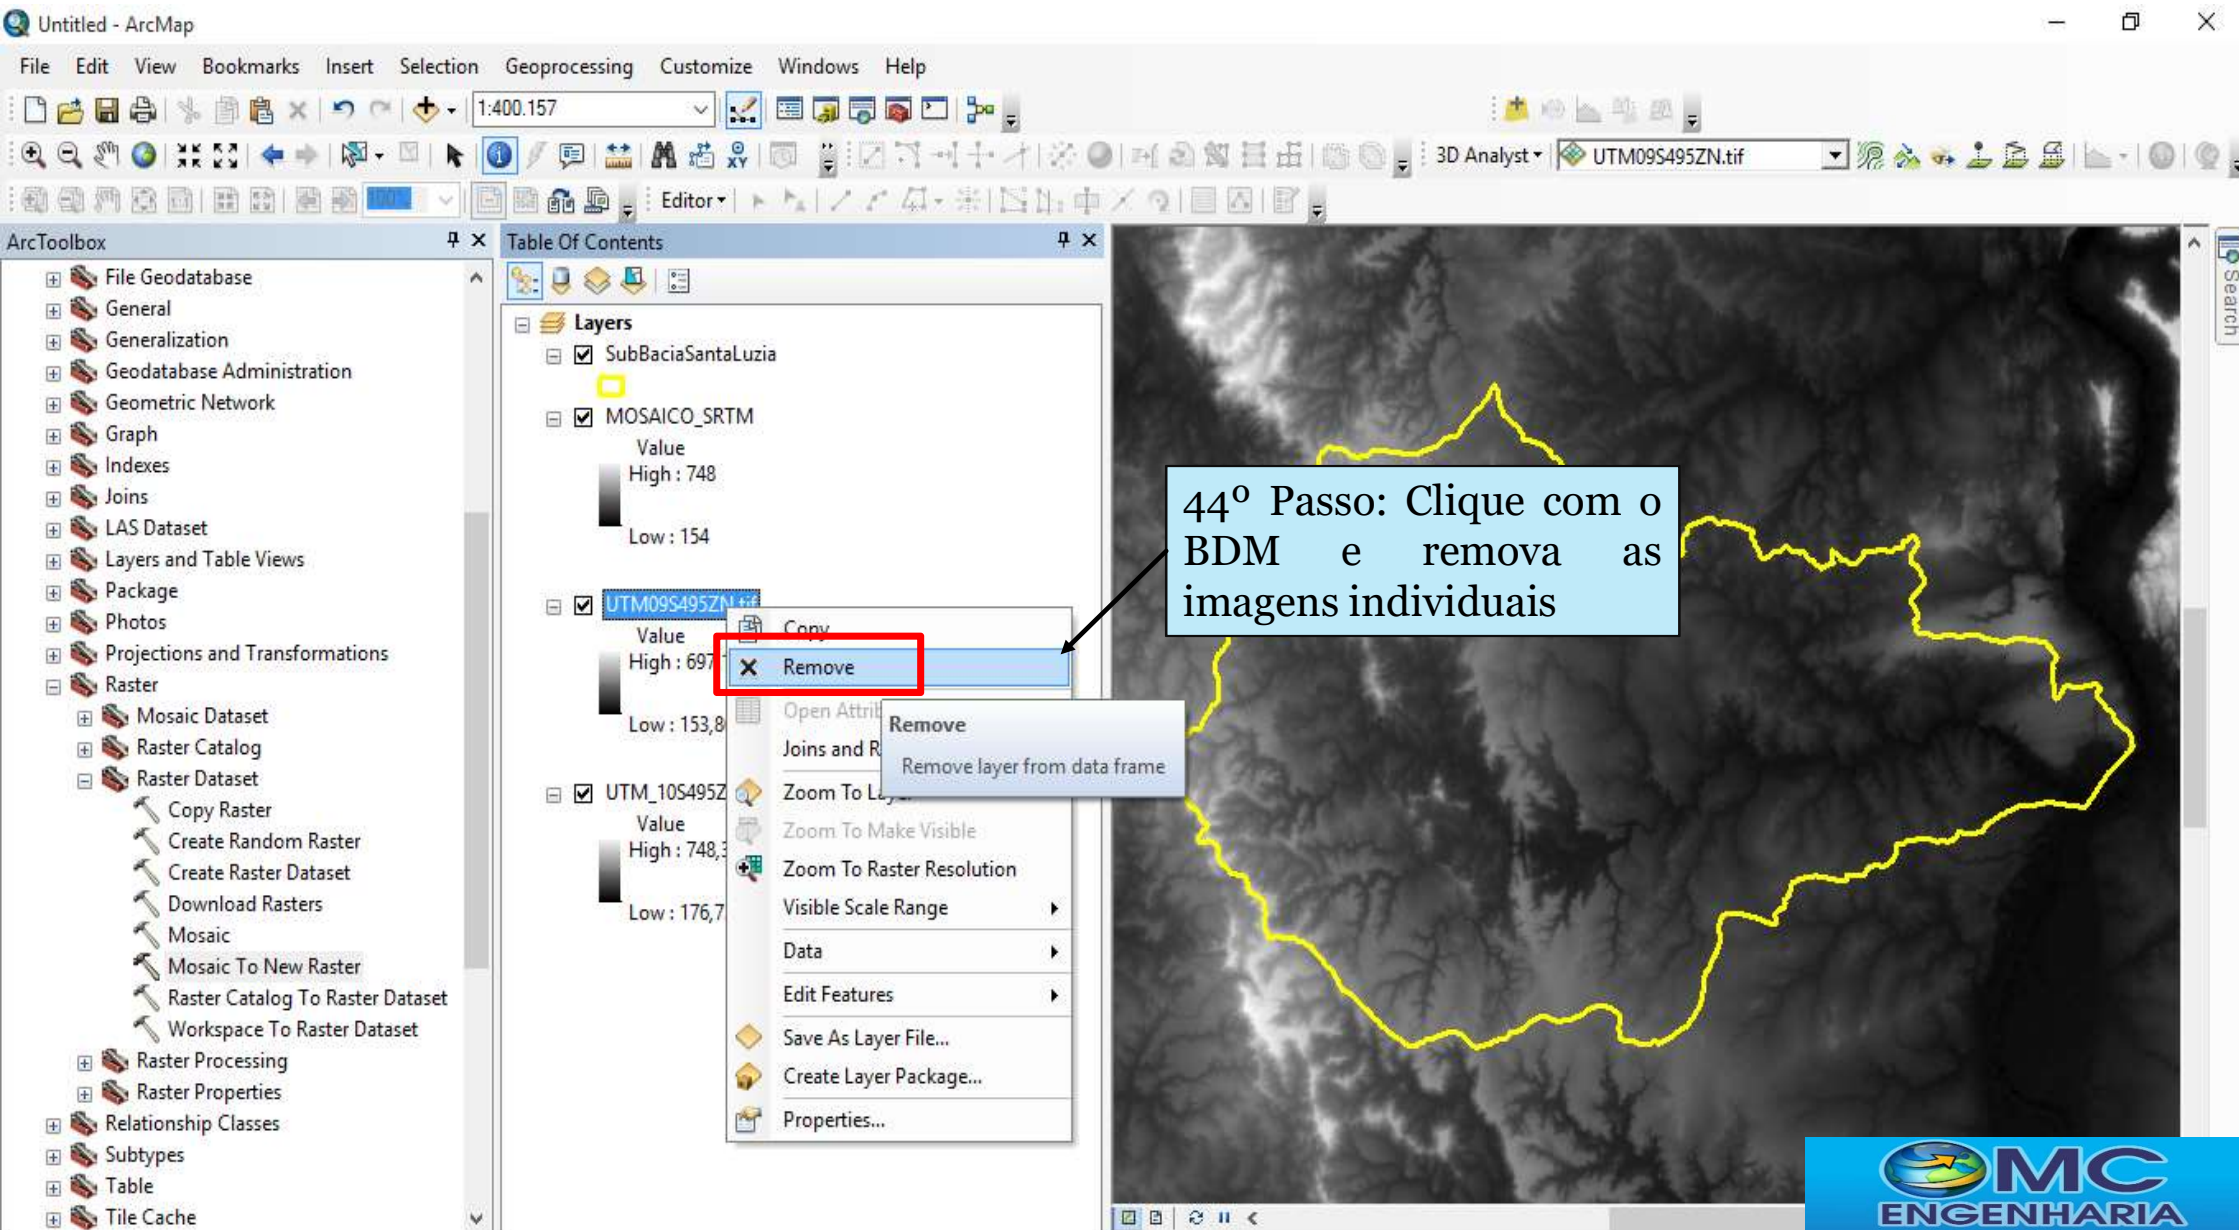 Untitled - ArcMap
File Edit View Bookmarks Insert Selection Geoprocessing Customize Windows Help
1:400.157
3D Analyst UTM09S495ZN.tif
100% Editor
ArcToolbox
File Geodatabase
General
Generalization
Geodatabase Administration
Geometric Network
Graph
Indexes
Joins
LAS Dataset
Layers and Table Views
Package
Photos
Projections and Transformations
Raster
Mosaic Dataset
Raster Catalog
Raster Dataset
Copy Raster
Create Random Raster
Create Raster Dataset
Download Rasters
Mosaic
Mosaic To New Raster
Raster Catalog To Raster Dataset
Workspace To Raster Dataset
Raster Processing
Raster Properties
Relationship Classes
Subtypes
Table
Tile Cache
Table Of Contents
Layers
SubBaciaSantaLuzia
MOSAICO_SRTM
Value
High : 748
Low : 154
UTM09S495ZN.tif
Value
High : 697
Low : 153,8
UTM_10S495Z
Value
High : 748,3
Low : 176,7
Copy
Remove
Open Attrib
Joins and R
Zoom To Layer
Zoom To Make Visible
Zoom To Raster Resolution
Visible Scale Range
Data
Edit Features
Save As Layer File...
Create Layer Package...
Properties...
Remove
Remove layer from data frame
44º Passo: Clique com o
BDM e remova as
imagens individuais
Search
MC
ENGENHARIA